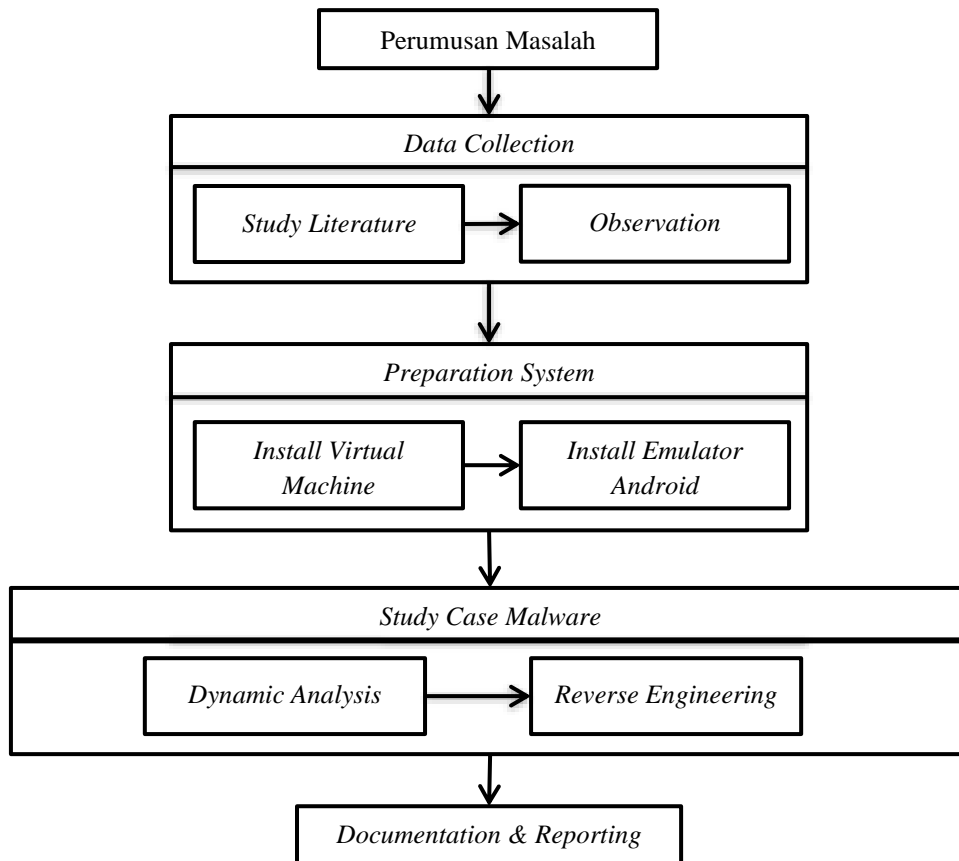 Perumusan Masalah
Data Collection
Study Literature
Observation
Preparation System
Install Virtual
Machine
Install Emulator
Android
Study Case Malware
Dynamic Analysis
Reverse Engineering
Documentation & Reporting